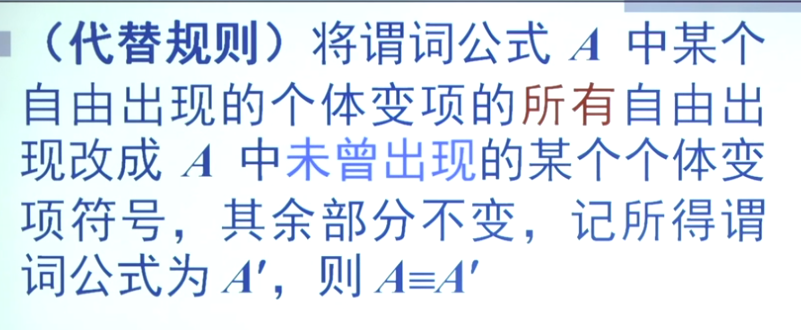 （代替规则）将谓词公式 A 中某个
自由出现的个体变项的所有自由出
现改成 A 中未曾出现的某个个体变
项符号，其余部分不变，记所得谓
词公式为 A′，则 A≡A′